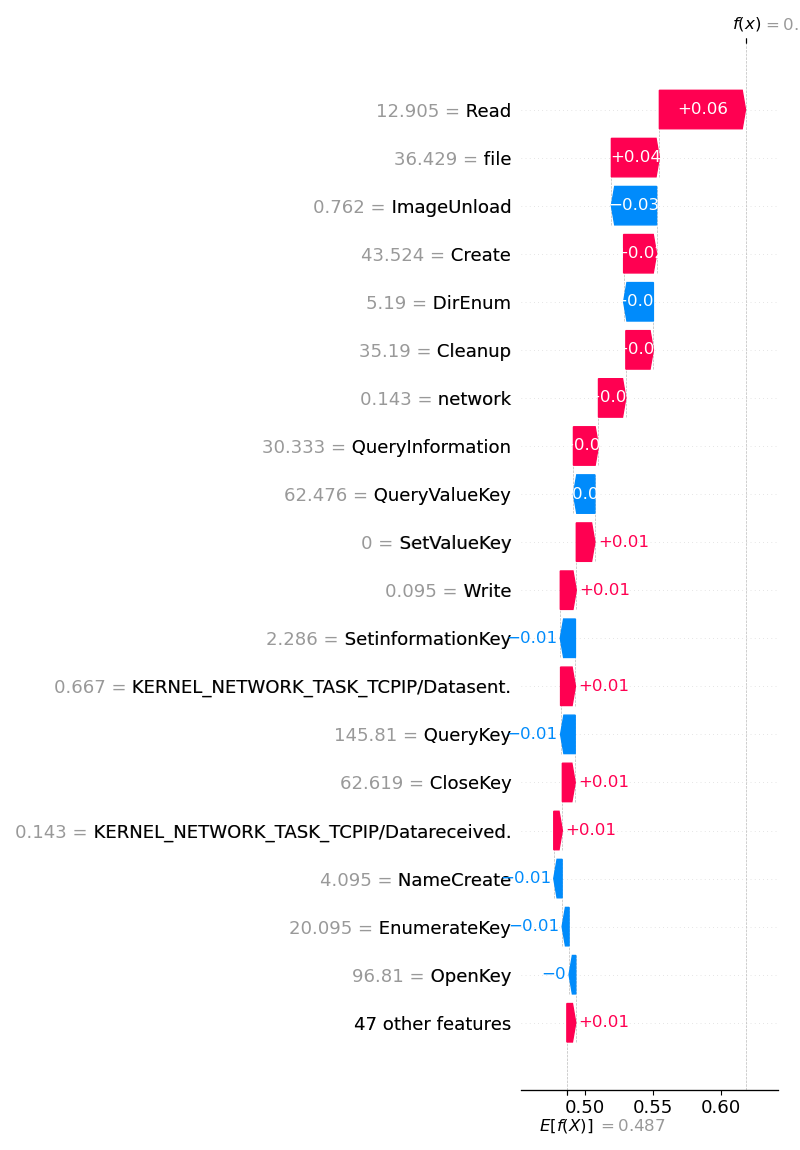 f(x) = 0.
12.905 = Read +0.06
36.429 = file +0.04
0.762 = ImageUnload −0.03
43.524 = Create
5.19 = DirEnum
35.19 = Cleanup
0.143 = network
30.333 = QueryInformation
62.476 = QueryValueKey
0 = SetValueKey +0.01
0.095 = Write +0.01
2.286 = SetinformationKey −0.01
0.667 = KERNEL_NETWORK_TASK_TCPIP/Datasent. +0.01
145.81 = QueryKey −0.01
62.619 = CloseKey +0.01
0.143 = KERNEL_NETWORK_TASK_TCPIP/Datareceived. +0.01
4.095 = NameCreate −0.01
20.095 = EnumerateKey −0.01
96.81 = OpenKey −0
47 other features +0.01
0.50 0.55 0.60
E[f(X)] = 0.487